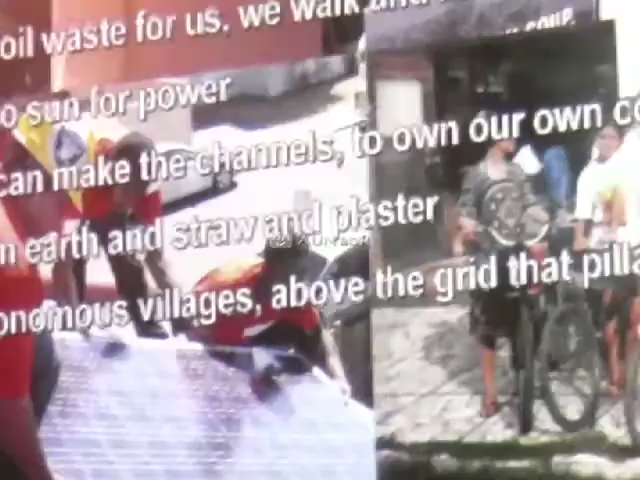 oil waste for us. we walk and
o sun for power
COUP.
can make the channels, to own our own co
n earth and straw and plaster
onomous villages, above the grid that pilla